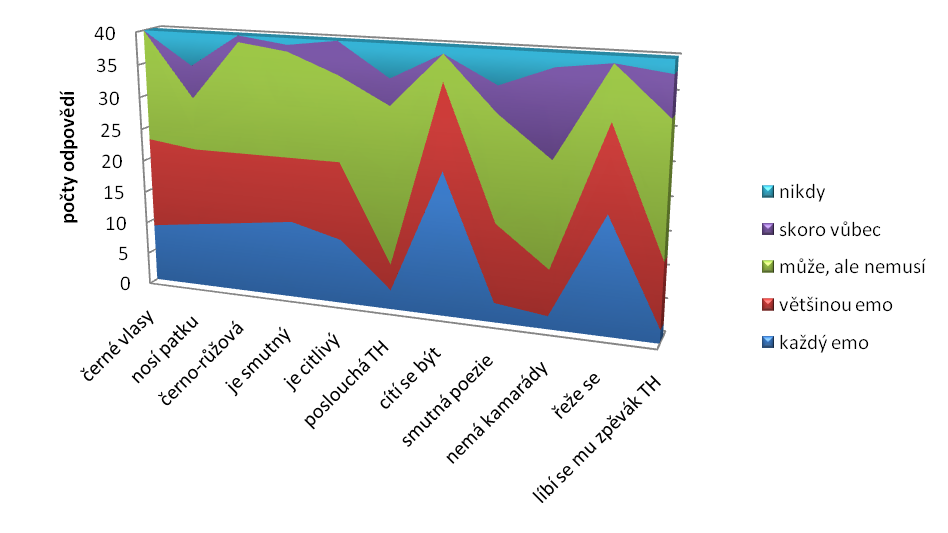 počty odpovědí
40
35
30
25
20
15
10
5
0
černé vlasy
nosí patku
černo-růžová
je smutný
je citlivý
poslouchá TH
cítí se být
smutná poezie
nemá kamarády
řeže se
líbí se mu zpěvák TH
nikdy
skoro vůbec
může, ale nemusí
většinou emo
každý emo